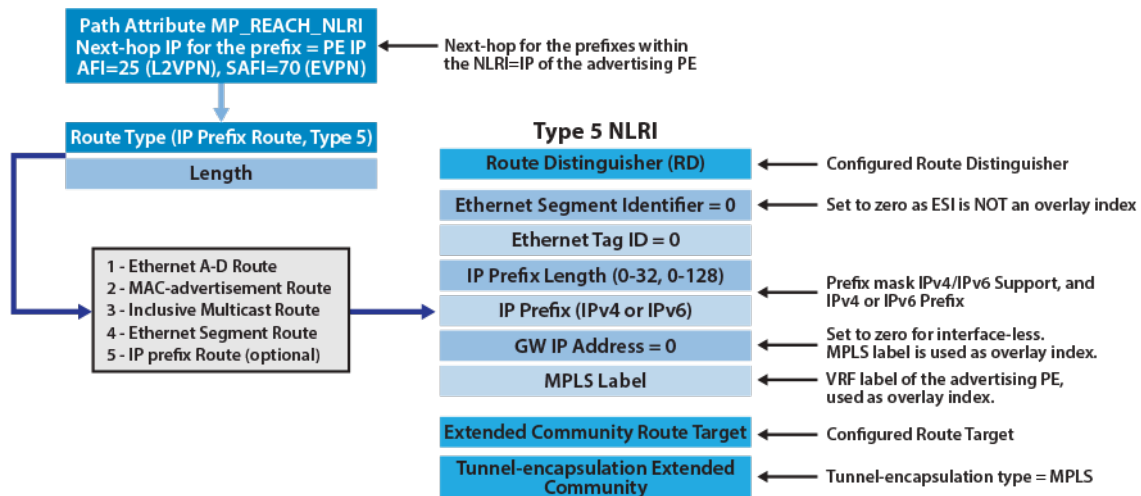 Path Attribute MP_REACH_NLRI
Next-hop IP for the prefix = PE IP
AFI=25 (L2VPN), SAFI=70 (EVPN)
Next-hop for the prefixes within
the NLRI=IP of the advertising PE
Route Type (IP Prefix Route, Type 5)
Length
1 - Ethernet A-D Route
2 - MAC-advertisement Route
3 - Inclusive Multicast Route
4 - Ethernet Segment Route
5 - IP prefix Route (optional)
Type 5 NLRI
Route Distinguisher (RD)
Configured Route Distinguisher
Ethernet Segment Identifier = 0
Set to zero as ESI is NOT an overlay index
Ethernet Tag ID = 0
IP Prefix Length (0-32, 0-128)
IP Prefix (IPv4 or IPv6)
Prefix mask IPv4/IPv6 Support, and
IPv4 or IPv6 Prefix
GW IP Address = 0
Set to zero for interface-less.
MPLS label is used as overlay index.
MPLS Label
VRF label of the advertising PE,
used as overlay index.
Extended Community Route Target
Configured Route Target
Tunnel-encapsulation Extended
Community
Tunnel-encapsulation type = MPLS